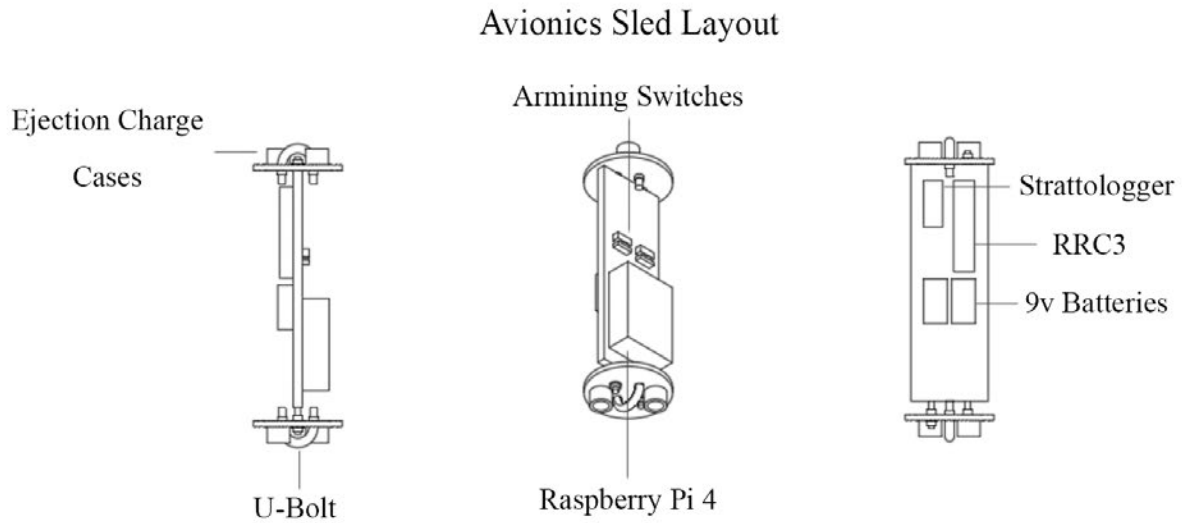 Avionics Sled Layout
Armining Switches
Ejection Charge
Cases
Strattologger
RRC3
9v Batteries
U-Bolt
Raspberry Pi 4